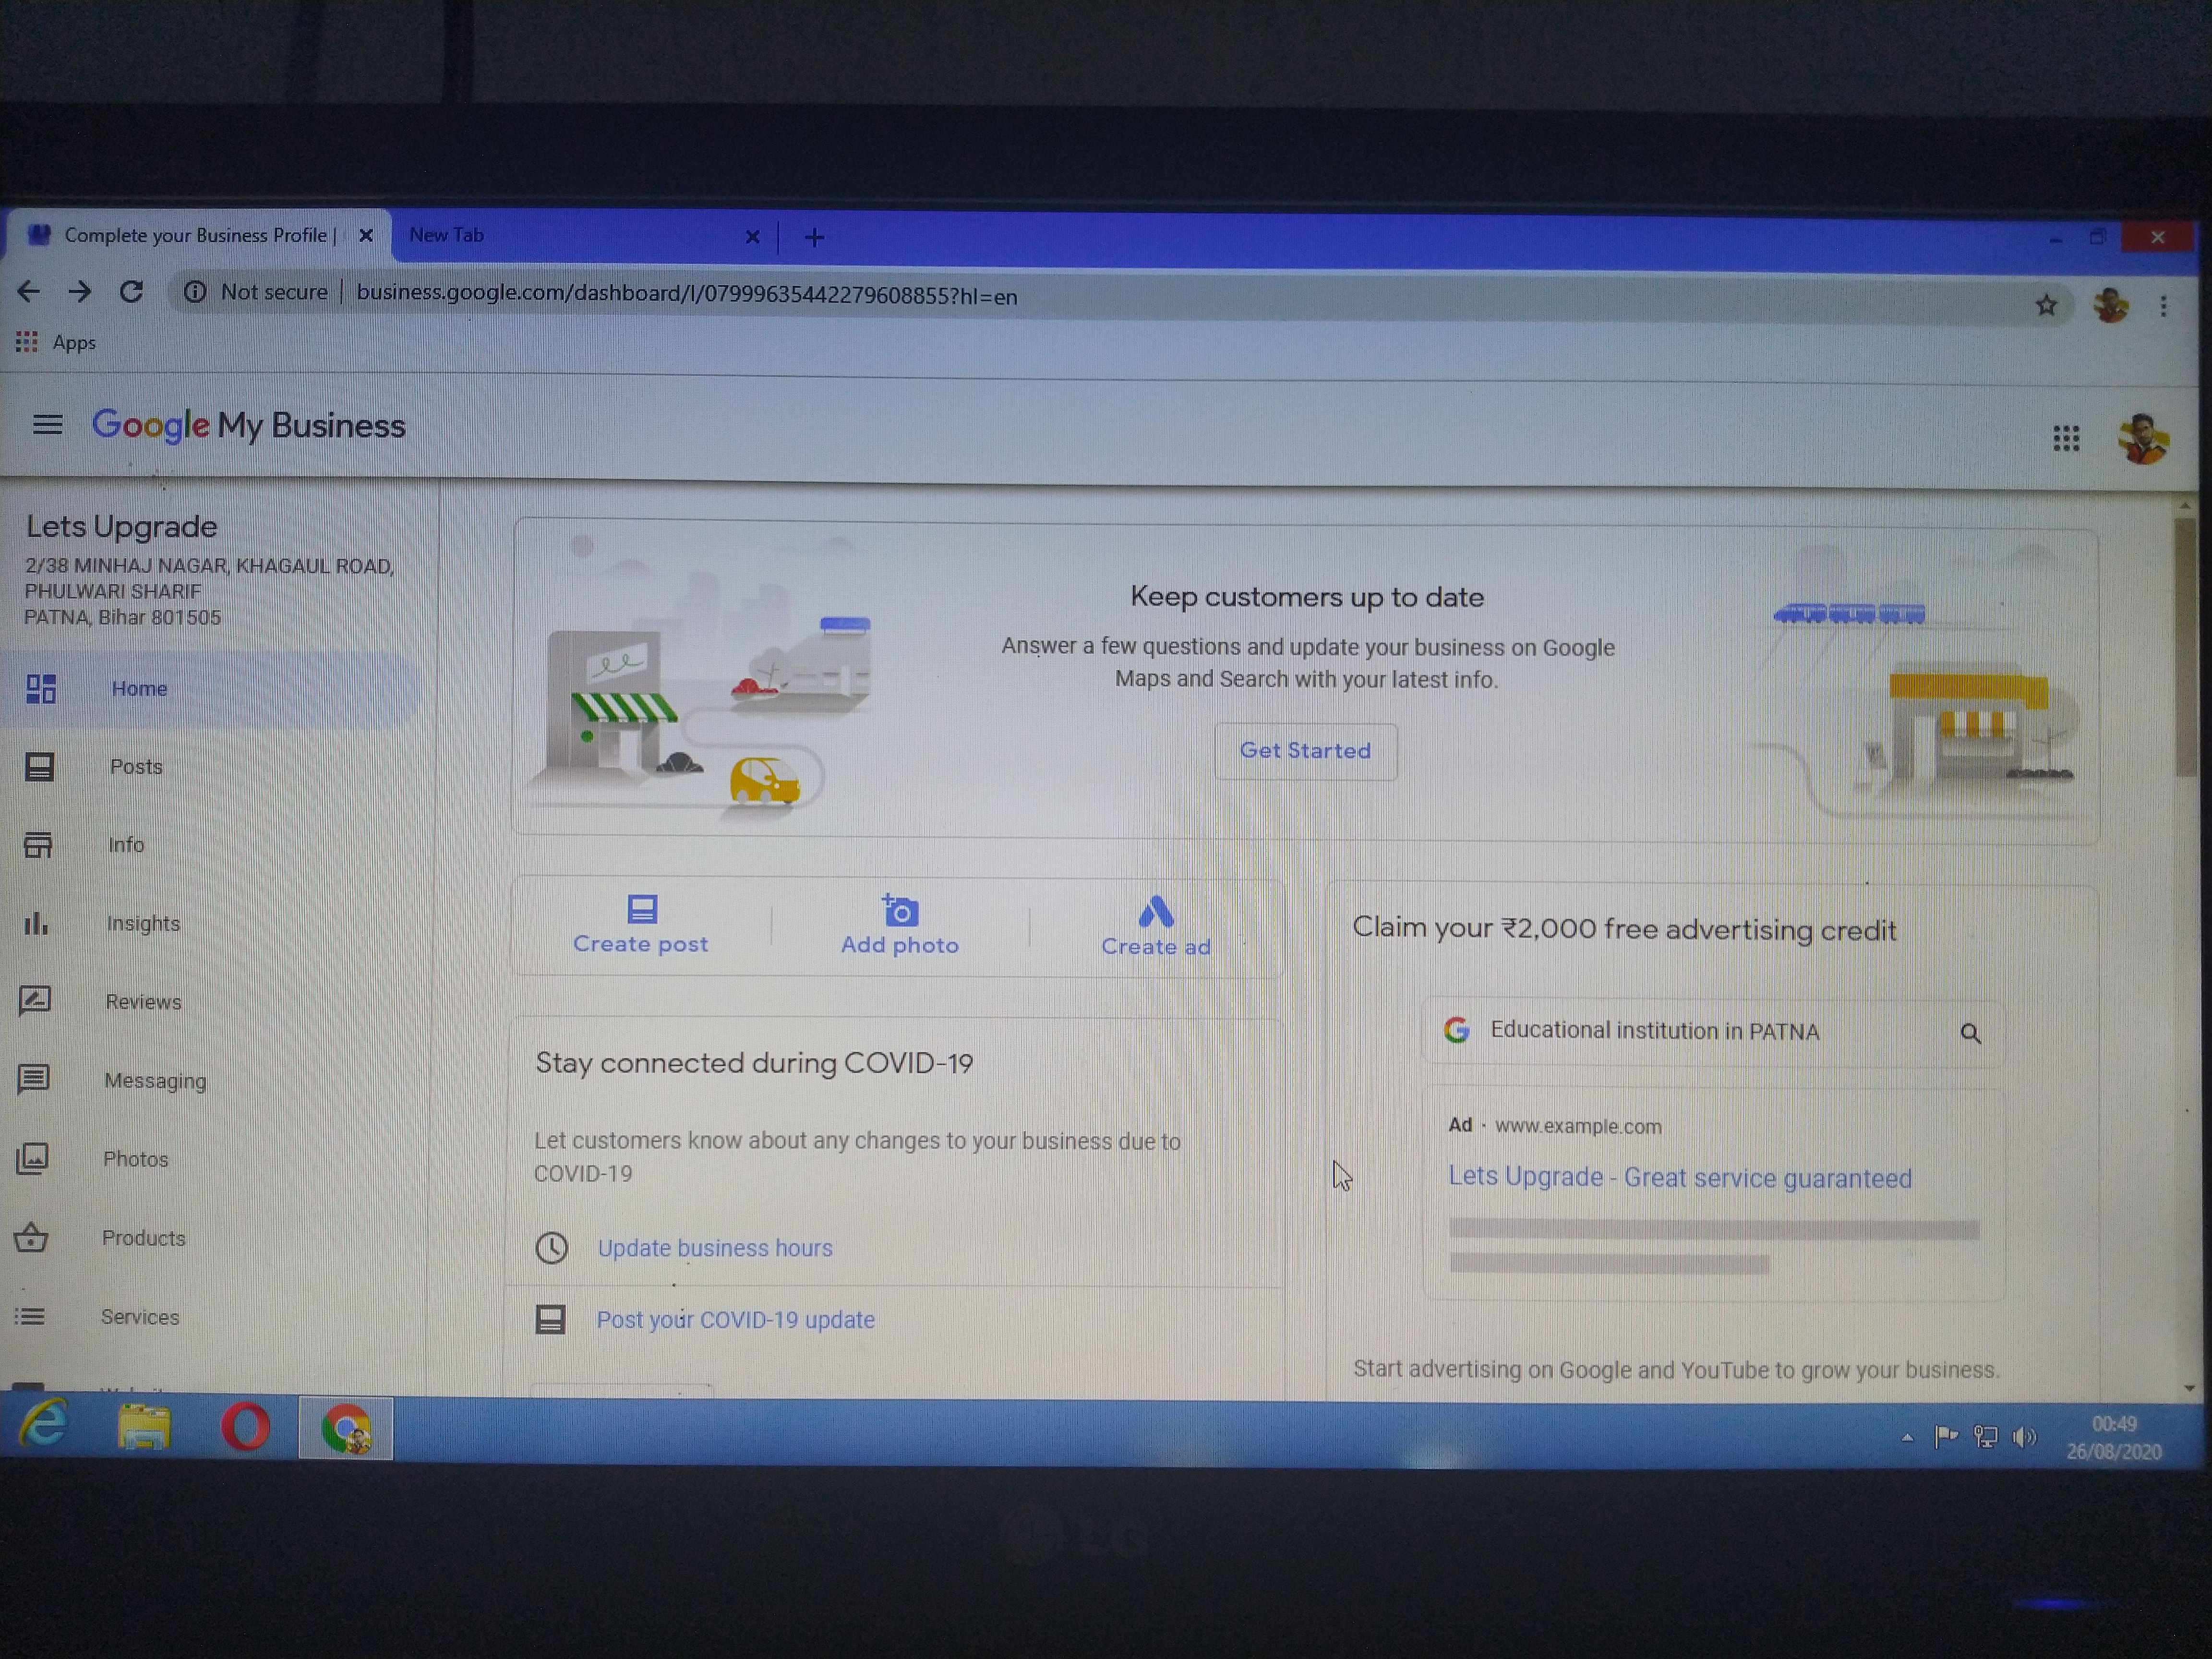 Complete your Business Profile |
New Tab
Not secure
business.google.com/dashboard/l/07999635442279608855?hl=en
Apps
Google My Business
Lets Upgrade
2/38 MINHAJ NAGAR, KHAGAUL ROAD,
PHULWARI SHARIF
PATNA, Bihar 801505
Home
Posts
Info
Insights
Reviews
Messaging
Photos
Products
Services
Keep customers up to date
Answer a few questions and update your business on Google
Maps and Search with your latest info.
Get Started
Create post
Add photo
Create ad
Stay connected during COVID-19
Let customers know about any changes to your business due to
COVID-19
Update business hours
Post your COVID-19 update
Claim your ₹2,000 free advertising credit
Educational institution in PATNA
Ad · www.example.com
Lets Upgrade - Great service guaranteed
Start advertising on Google and YouTube to grow your business.
00:49
26/08/2020
LG